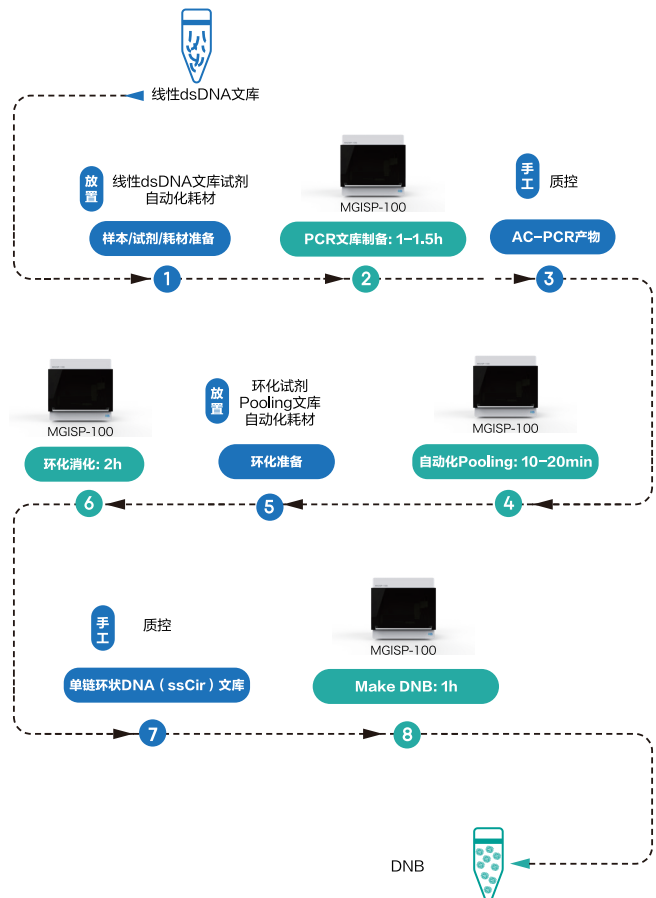 线性dsDNA文库
放置
线性dsDNA文库试剂
自动化耗材
样本/试剂/耗材准备
1
MGISP-100
PCR文库制备: 1-1.5h
2
手工
质控
AC-PCR产物
3
MGISP-100
环化消化: 2h
6
放置
环化试剂
Pooling文库
自动化耗材
环化准备
5
MGISP-100
自动化Pooling: 10-20min
4
手工
质控
单链环状DNA（ssCir）文库
7
MGISP-100
Make DNB: 1h
8
DNB